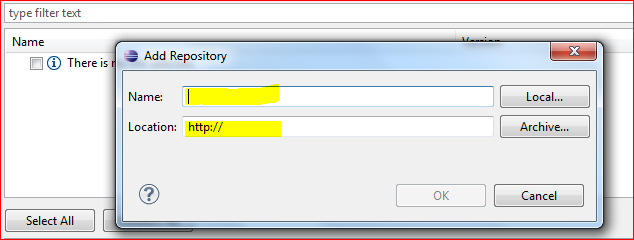 type filter text
Name
Version
There is n
Add Repository
Name:
Local...
Location:
http://
Archive...
?
OK
Cancel
Select All